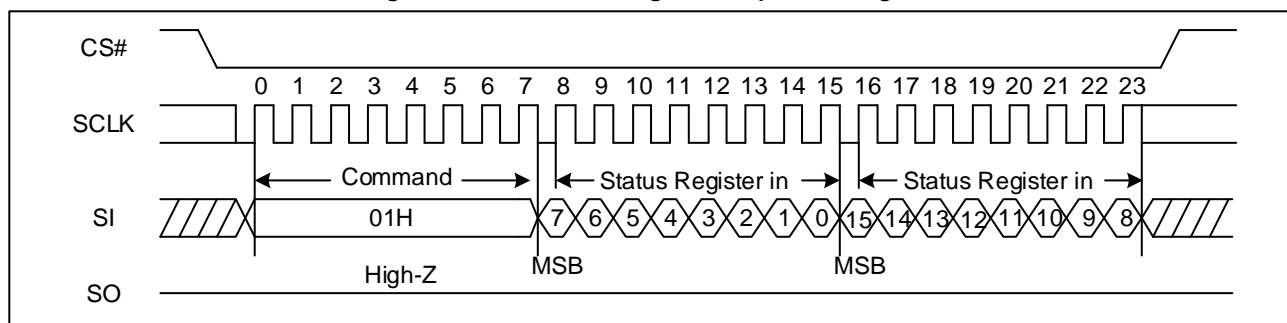 CS#
0 1 2 3 4 5 6 7 8 9 10 11 12 13 14 15 16 17 18 19 20 21 22 23
SCLK
Command Status Register in Status Register in
SI 01H 7 6 5 4 3 2 1 0 15 14 13 12 11 10 9 8
MSB MSB
High-Z
SO